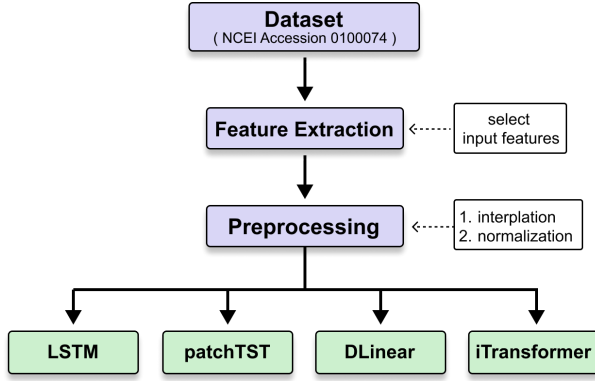 Dataset
( NCEI Accession 0100074 )
Feature Extraction
select
input features
Preprocessing
1. interplation
2. normalization
LSTM
patchTST
DLinear
iTransformer